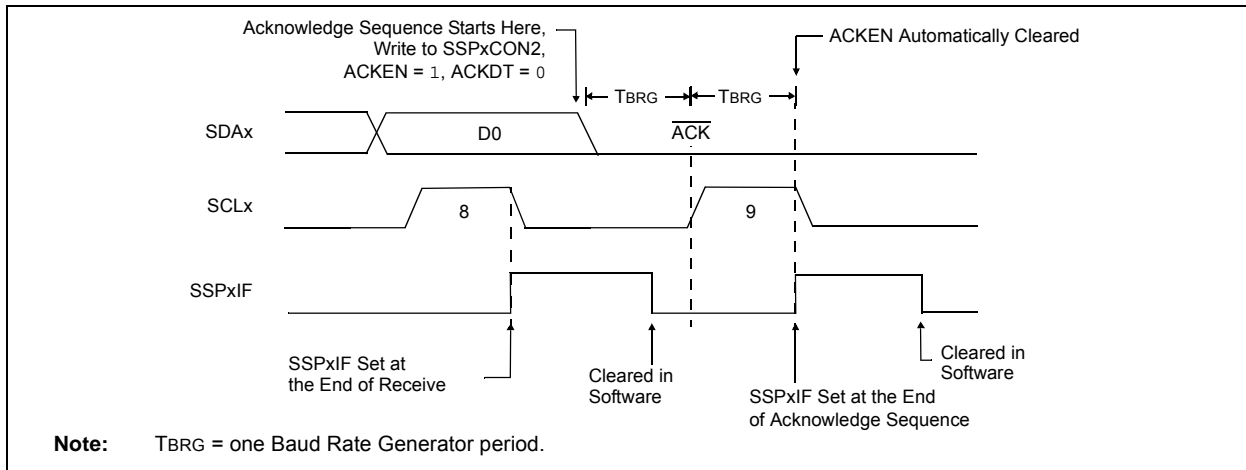 Acknowledge Sequence Starts Here,
Write to SSPxCON2,
ACKEN = 1, ACKDT = 0
ACKEN Automatically Cleared
TBRG
TBRG
SDAx
D0
ACK
SCLx
8
9
SSPxIF
SSPxIF Set at
the End of Receive
Cleared in
Software
SSPxIF Set at the End
of Acknowledge Sequence
Cleared in
Software
Note: TBRG = one Baud Rate Generator period.